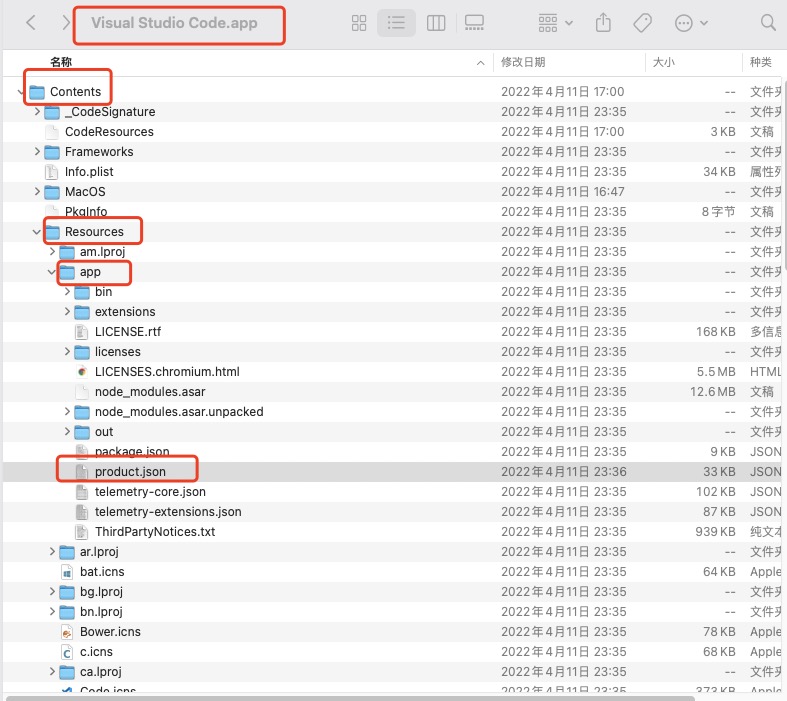 Visual Studio Code.app
名称 修改日期 大小 种类
Contents 2022年4月11日 17:00 -- 文件夹
_CodeSignature 2022年4月11日 23:35 -- 文件夹
CodeResources 2022年4月11日 17:00 3 KB 文稿
Frameworks 2022年4月11日 23:35 -- 文件夹
Info.plist 2022年4月11日 23:35 34 KB 属性列
MacOS 2022年4月11日 16:47 -- 文件夹
PkgInfo 2022年4月11日 23:35 8 字节 文稿
Resources 2022年4月11日 23:35 -- 文件夹
am.lproj 2022年4月11日 23:35 -- 文件夹
app 2022年4月11日 23:35 -- 文件夹
bin 2022年4月11日 23:35 -- 文件夹
extensions 2022年4月11日 23:35 -- 文件夹
LICENSE.rtf 2022年4月11日 23:35 168 KB 多信息
licenses 2022年4月11日 23:35 -- 文件夹
LICENSES.chromium.html 2022年4月11日 23:35 5.5 MB HTML
node_modules.asar 2022年4月11日 23:35 12.6 MB 文稿
node_modules.asar.unpacked 2022年4月11日 23:35 -- 文件夹
out 2022年4月11日 23:35 -- 文件夹
package.json 2022年4月11日 23:35 9 KB JSON
product.json 2022年4月11日 23:36 33 KB JSON
telemetry-core.json 2022年4月11日 23:35 102 KB JSON
telemetry-extensions.json 2022年4月11日 23:35 87 KB JSON
ThirdPartyNotices.txt 2022年4月11日 23:35 939 KB 纯文本
ar.lproj 2022年4月11日 23:35 -- 文件夹
bat.icns 2022年4月11日 23:35 64 KB Apple
bg.lproj 2022年4月11日 23:35 -- 文件夹
bn.lproj 2022年4月11日 23:35 -- 文件夹
Bower.icns 2022年4月11日 23:35 78 KB Apple
c.icns 2022年4月11日 23:35 68 KB Apple
ca.lproj 2022年4月11日 23:35 -- 文件夹
Code.icns 2022年4月11日 23:35 373 KB Apple